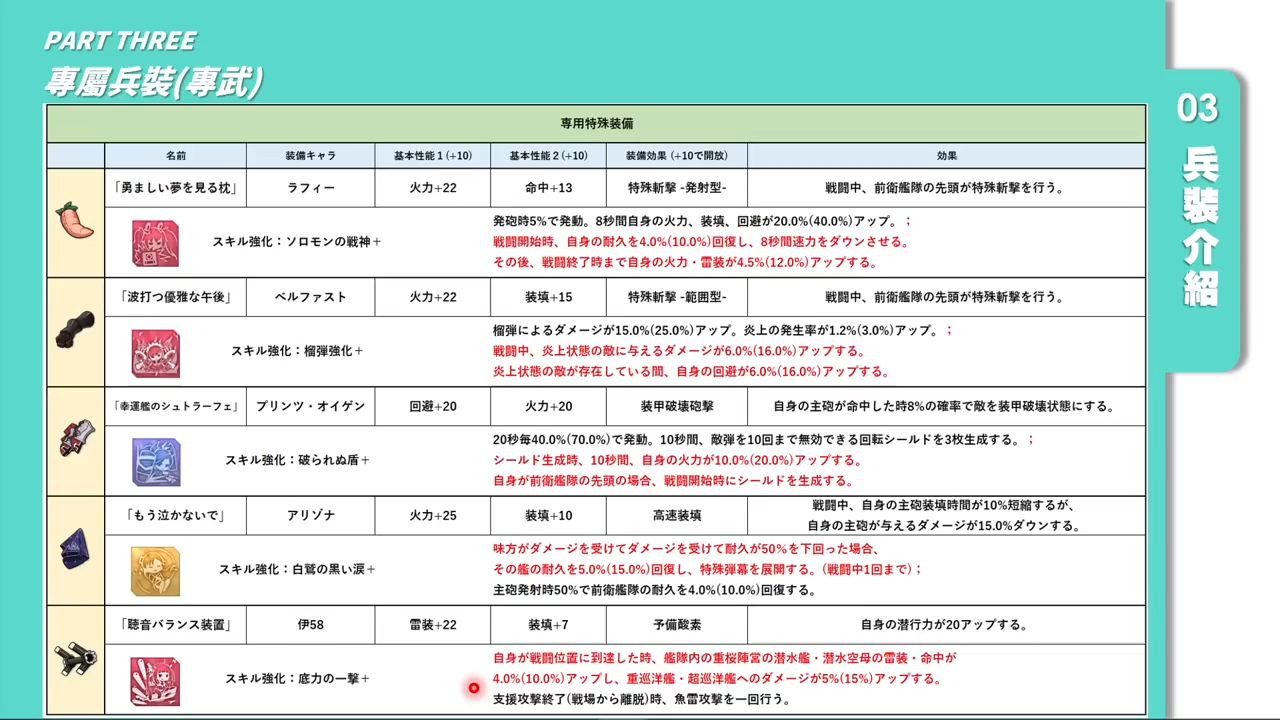 PART THREE
專屬兵裝(專武)
専用特殊装備
名前 装備キャラ 基本性能１(+10) 基本性能２(+10) 装備効果 (+10で開放) 効果
「勇ましい夢を見る枕」 ラフィー 火力+22 命中+13 特殊斬撃 -発射型- 戦闘中、前衛艦隊の先頭が特殊斬撃を行う。
スキル強化：ソロモンの戦神＋
発砲時5%で発動。8秒間自身の火力、装填、回避が20.0%(40.0%)アップ。；
戦闘開始時、自身の耐久を4.0%(10.0%)回復し、8秒間速力をダウンさせる。
その後、戦闘終了時まで自身の火力・雷装が4.5%(12.0%)アップする。
「波打つ優雅な午後」 ベルファスト 火力+22 装填+15 特殊斬撃 -範囲型- 戦闘中、前衛艦隊の先頭が特殊斬撃を行う。
スキル強化：榴弾強化＋
榴弾によるダメージが15.0%(25.0%)アップ。炎上の発生率が1.2%(3.0%)アップ。；
戦闘中、炎上状態の敵に与えるダメージが6.0%(16.0%)アップする。
炎上状態の敵が存在している間、自身の回避が6.0%(16.0%)アップする。
「幸運艦のシュトラーフェ」 プリンツ・オイゲン 回避+20 火力+20 装甲破壊砲撃 自身の主砲が命中した時8%の確率で敵を装甲破壊状態にする。
スキル強化：破られぬ盾＋
20秒毎40.0%(70.0%)で発動。10秒間、敵弾を10回まで無効できる回転シールドを3枚生成する。；
シールド生成時、10秒間、自身の火力が10.0%(20.0%)アップする。
自身が前衛艦隊の先頭の場合、戦闘開始時にシールドを生成する。
「もう泣かないで」 アリゾナ 火力+25 装填+10 高速装填 戦闘中、自身の主砲装填時間が10%短縮するが、
自身の主砲が与えるダメージが15.0%ダウンする。
スキル強化：白鷲の黒い涙＋
味方がダメージを受けてダメージを受けて耐久が50%を下回った場合、
その艦の耐久を5.0%(15.0%)回復し、特殊弾幕を展開する。(戦闘中1回まで)；
主砲発射時50%で前衛艦隊の耐久を4.0%(10.0%)回復する。
「聴音バランス装置」 伊58 雷装+22 装填+7 予備酸素 自身の潜行力が20アップする。
スキル強化：底力の一撃＋
自身が戦闘位置に到達した時、艦隊内の重桜陣営の潜水艦・潜水空母の雷装・命中が
4.0%(10.0%)アップし、重巡洋艦・超巡洋艦へのダメージが5%(15%)アップする。
支援攻撃終了(戦場から離脱)時、魚雷攻撃を一回行う。
03
兵裝介紹